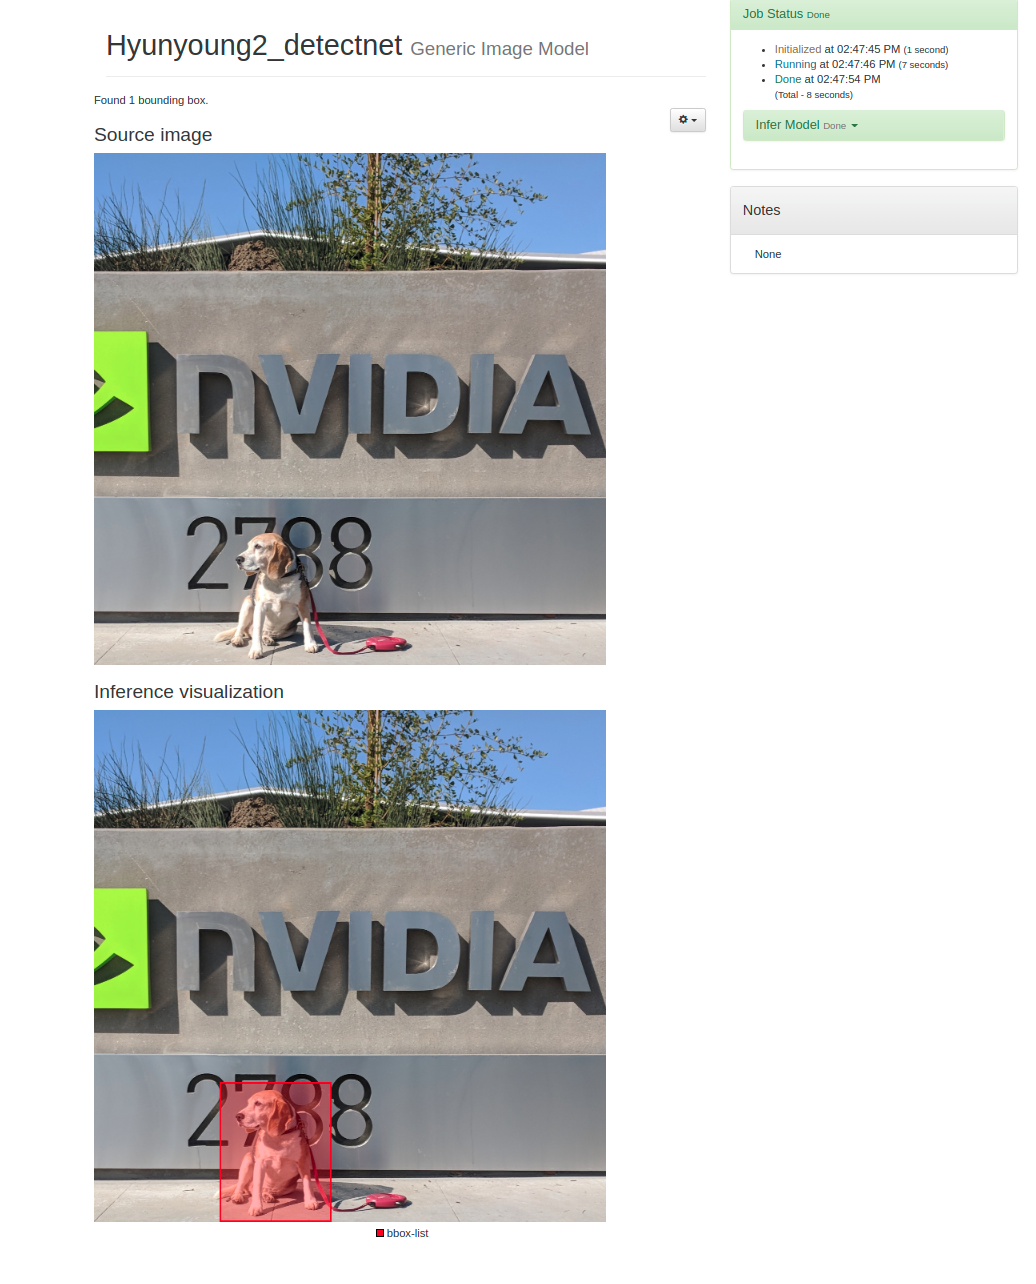 Hyunyoung2_detectnet Generic Image Model
Found 1 bounding box.
Source image
nVIDIA
2788
Inference visualization
nVIDIA
2788
bbox-list
Job Status Done
Initialized at 02:47:45 PM (1 second)
Running at 02:47:46 PM (7 seconds)
Done at 02:47:54 PM
(Total - 8 seconds)
Infer Model Done
Notes
None